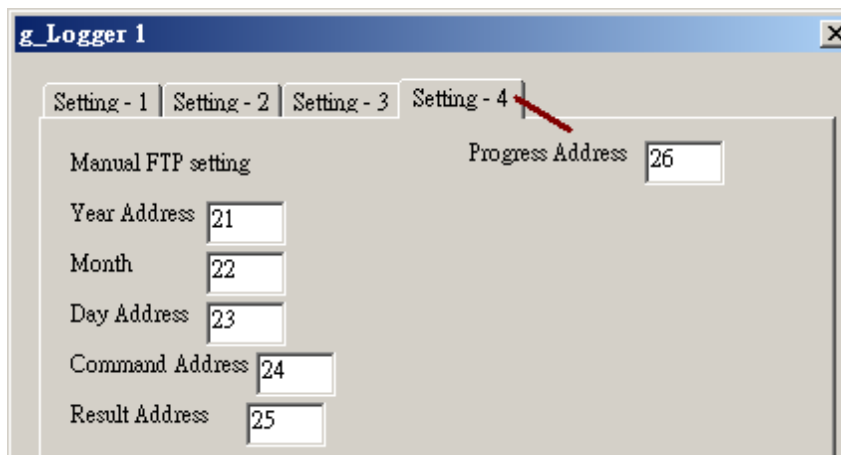 g_Logger 1
Setting - 1 Setting - 2 Setting - 3 Setting - 4
Manual FTP setting Progress Address 26
Year Address 21
Month 22
Day Address 23
Command Address 24
Result Address 25